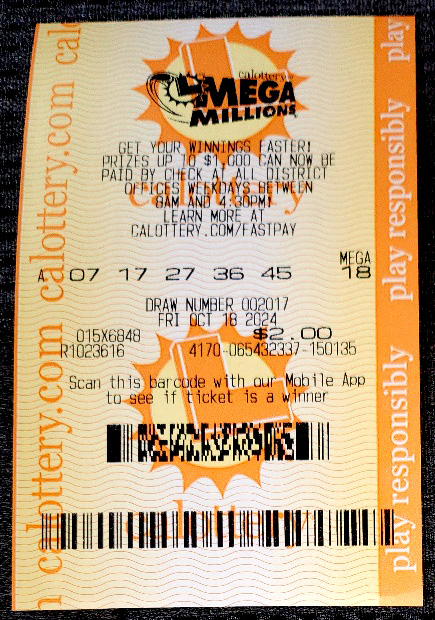 calottery
MEGA
MILLIONS
GET YOUR WINNINGS FASTER!
PRIZES UP TO $1,000 CAN NOW BE
PAID BY CHECK AT ALL DISTRICT
OFFICES WEEKDAYS BETWEEN
8AM AND 4:30PM!
LEARN MORE AT
CALOTTERY.COM/FASTPAY
MEGA
A 07 17 27 36 45 18
DRAW NUMBER 002017
FRI OCT 18 2024
015X6848 $2.00
R1023616 4170-065432337-150135
Scan this barcode with our Mobile App
to see if ticket is a winner
calottery
calottery
calottery.com calottery.com cal
play responsibly play responsibly play